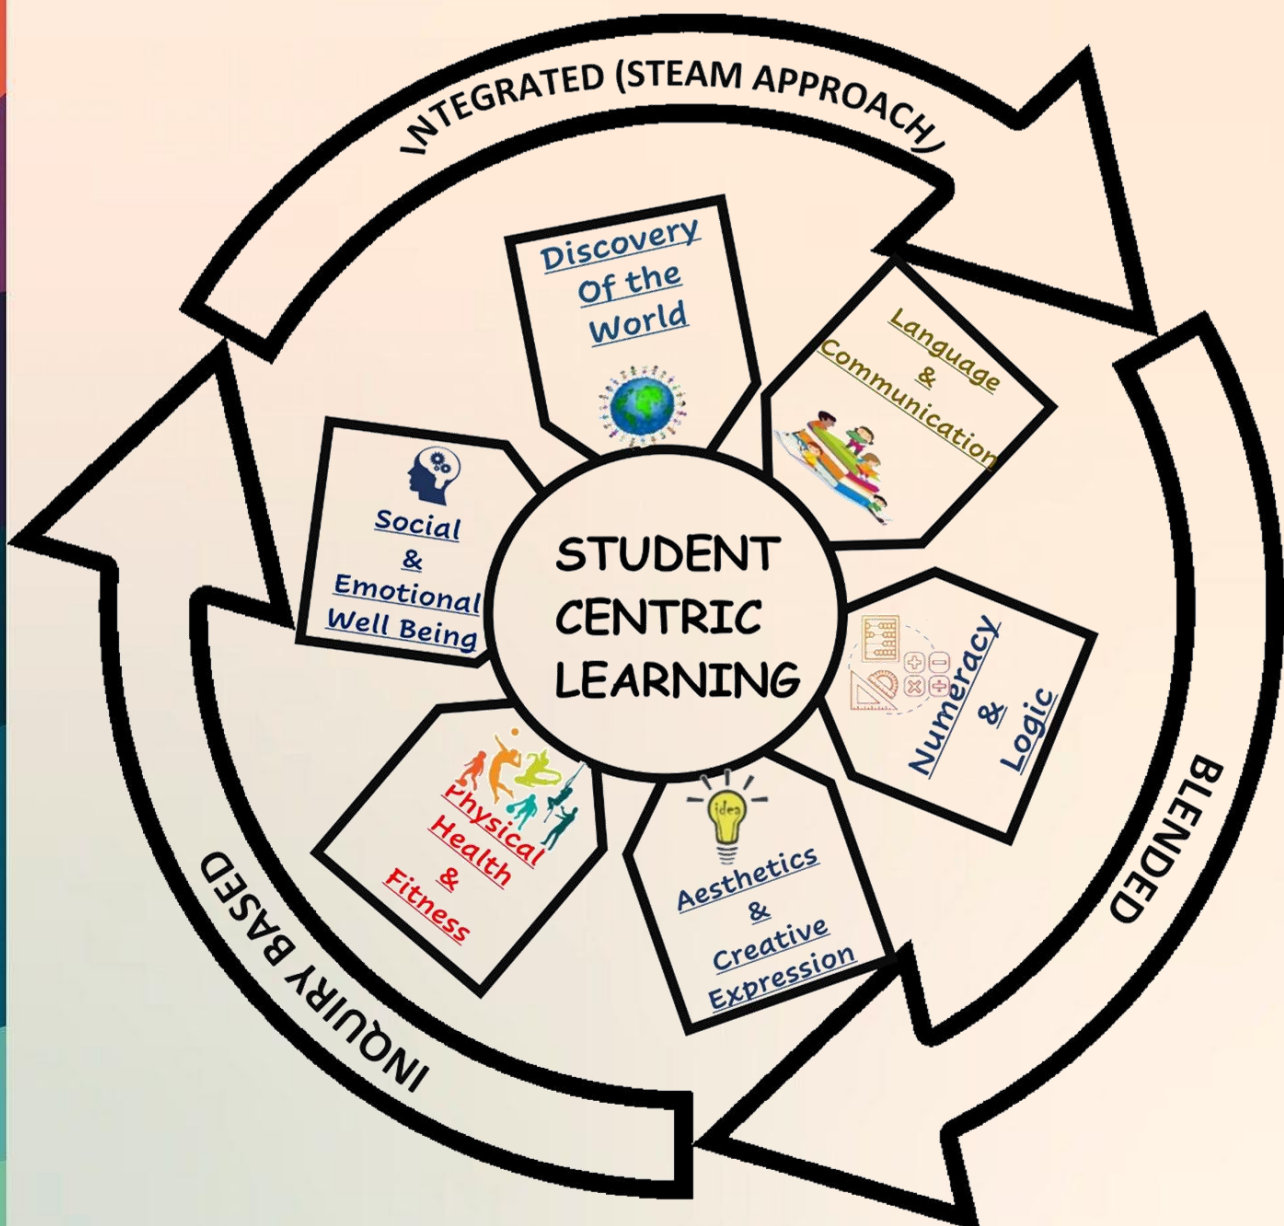 INTEGRATED (STEAM APPROACH)
Discovery
Of the
World
Language
&
Communication
Numeracy
&
Logic
idea
Aesthetics
&
Creative
Expression
Physical
Health
&
Fitness
Social
&
Emotional
Well Being
STUDENT
CENTRIC
LEARNING
BLENDED
INQUIRY BASED